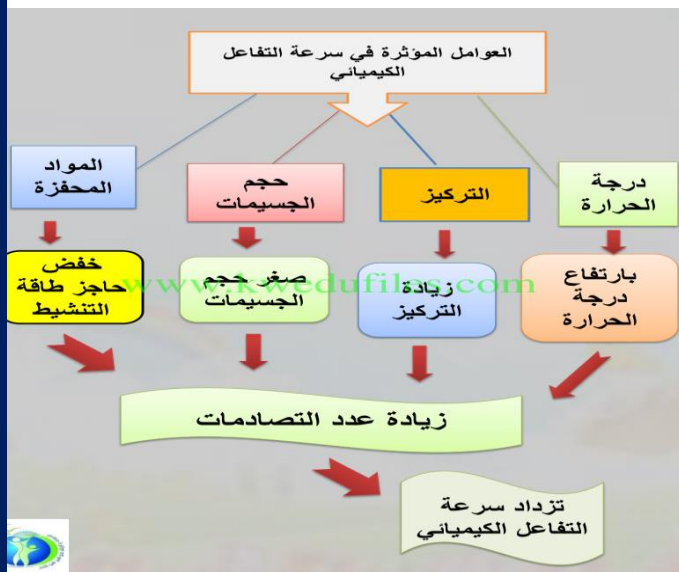 العوامل المؤثرة في سرعة التفاعل
الكيميائي
درجة
الحرارة
التركيز
حجم
الجسيمات
المواد
المحفزة
بارتفاع
درجة
الحرارة
زيادة
التركيز
صغر حجم
الجسيمات
خفض
حاجز طاقة
التنشيط
www.kwedufiles.com
زيادة عدد التصادمات
تزداد سرعة
التفاعل الكيميائي